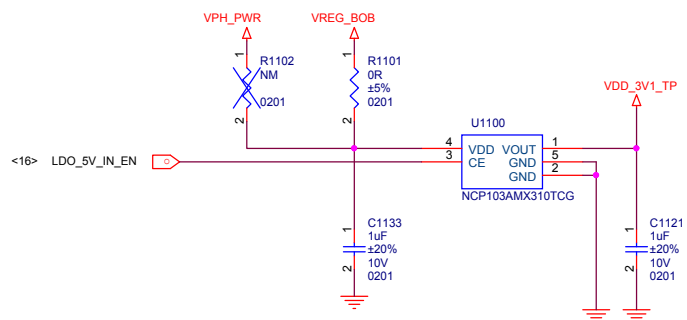 VPH_PWR
VREG_BOB
1
R1102
NM
0201
2
1
R1101
0R
±5%
0201
2
VDD_3V1_TP
U1100
<16> LDO_5V_IN_EN
4
3
VDD VOUT
CE GND
GND
1
5
2
NCP103AMX310TCG
1
C1133
1uF
±20%
10V
0201
2
1
C1121
1uF
±20%
10V
0201
2